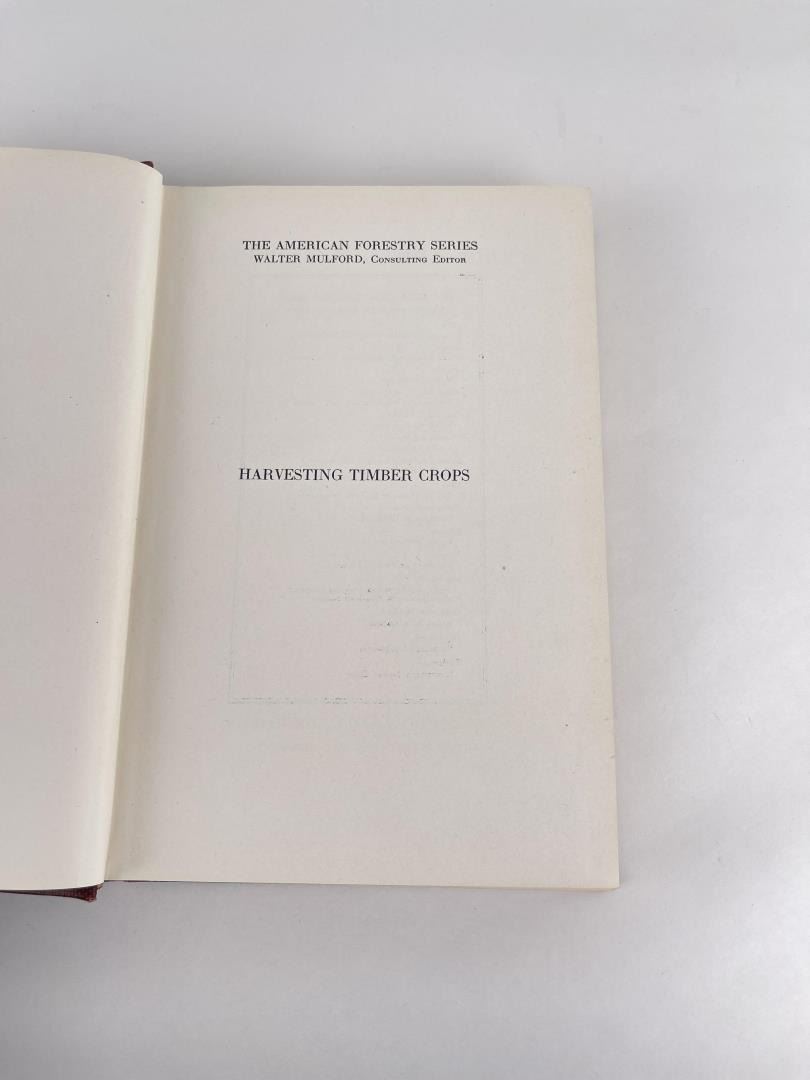 THE AMERICAN FORESTRY SERIES
WALTER MULFORD, Consulting Editor
HARVESTING TIMBER CROPS